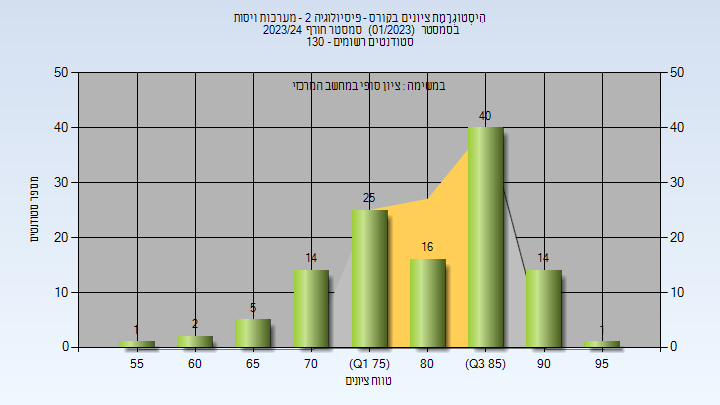 היסטוגרמת ציונים בקורס - פיסיולוגיה 2 - מערכות ויסות
בסמסטר (01/2023) סמסטר חורף 2023/24
סטודנטים רשומים - 130
במשימה : ציון סופי במחשב המרכזי
50 50
40 40
30 30
20 20
10 10
0 0
מספר סטודנטים
1 2 5 14 25 16 40 14 1
55 60 65 70 (Q1 75) 80 (Q3 85) 90 95
טווח ציונים